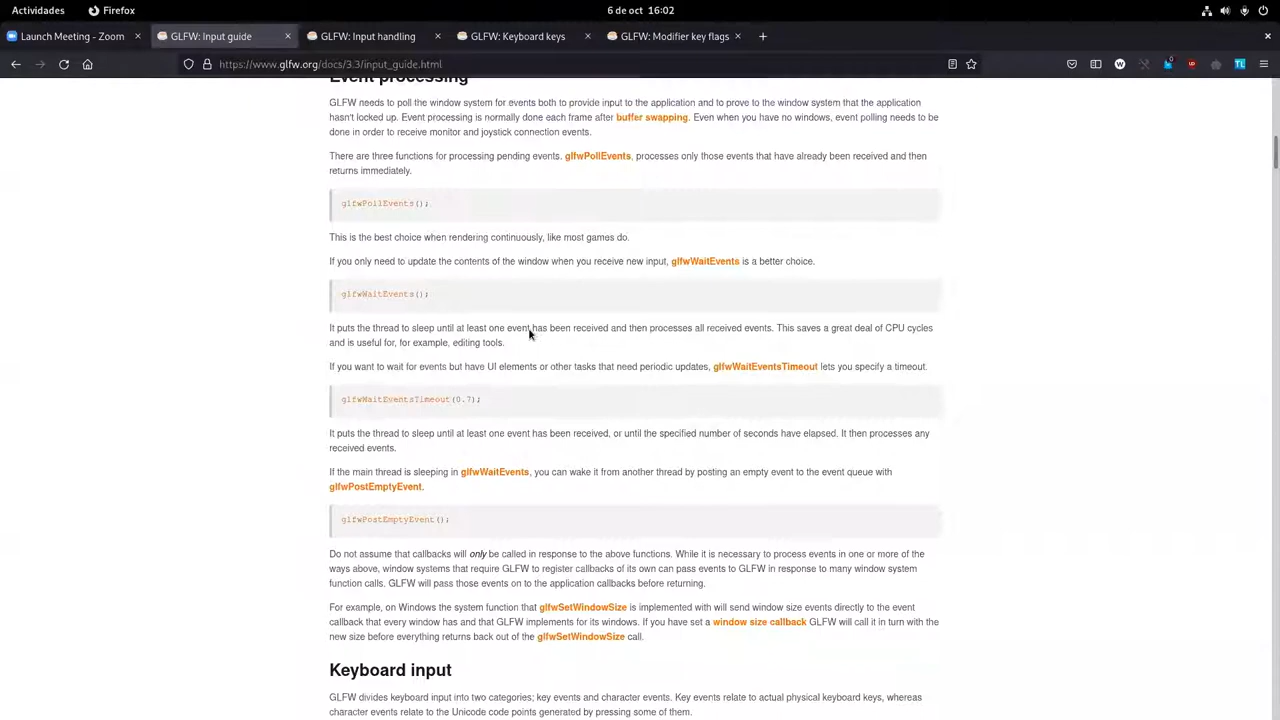 Actividades
Firefox
6 de oct 16:02
Launch Meeting - Zoom
GLFW: Input guide
GLFW: Input handling
GLFW: Keyboard keys
GLFW: Modifier key flags
https://www.glfw.org/docs/3.3/input_guide.html
Event processing
GLFW needs to poll the window system for events both to provide input to the application and to prove to the window system that the application
hasn't locked up. Event processing is normally done each frame after buffer swapping. Even when you have no windows, event polling needs to be
done in order to receive monitor and joystick connection events.
There are three functions for processing pending events. glfwPollEvents, processes only those events that have already been received and then
returns immediately.
glfwPollEvents();
This is the best choice when rendering continuously, like most games do.
If you only need to update the contents of the window when you receive new input, glfwWaitEvents is a better choice.
glfwWaitEvents();
It puts the thread to sleep until at least one event has been received and then processes all received events. This saves a great deal of CPU cycles
and is useful for, for example, editing tools.
If you want to wait for events but have UI elements or other tasks that need periodic updates, glfwWaitEventsTimeout lets you specify a timeout.
glfwWaitEventsTimeout(0.7);
It puts the thread to sleep until at least one event has been received, or until the specified number of seconds have elapsed. It then processes any
received events.
If the main thread is sleeping in glfwWaitEvents, you can wake it from another thread by posting an empty event to the event queue with
glfwPostEmptyEvent.
glfwPostEmptyEvent();
Do not assume that callbacks will only be called in response to the above functions. While it is necessary to process events in one or more of the
ways above, window systems that require GLFW to register callbacks of its own can pass events to GLFW in response to many window system
function calls. GLFW will pass those events on to the application callbacks before returning.
For example, on Windows the system function that glfwSetWindowSize is implemented with will send window size events directly to the event
callback that every window has and that GLFW implements for its windows. If you have set a window size callback GLFW will call it in turn with the
new size before everything returns back out of the glfwSetWindowSize call.
Keyboard input
GLFW divides keyboard input into two categories; key events and character events. Key events relate to actual physical keyboard keys, whereas
character events relate to the Unicode code points generated by pressing some of them.